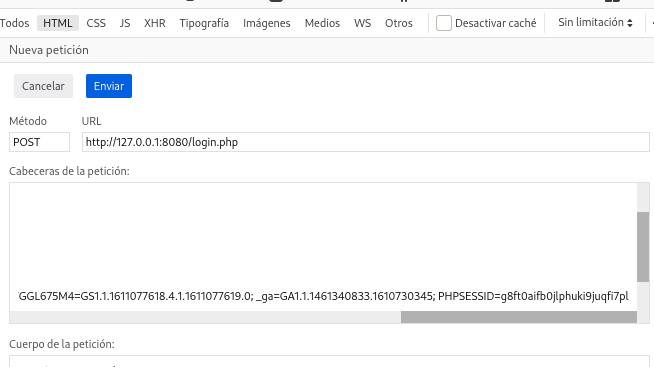 Todos HTML CSS JS XHR Tipografía Imágenes Medios WS Otros Desactivar caché Sin limitación
Nueva petición
Cancelar Enviar
Método URL
POST http://127.0.0.1:8080/login.php
Cabeceras de la petición:
GGL675M4=GS1.1.1611077618.4.1.1611077619.0; _ga=GA1.1.1461340833.1610730345; PHPSESSID=g8ft0aifb0jlphuki9juqfi7pl
Cuerpo de la petición: